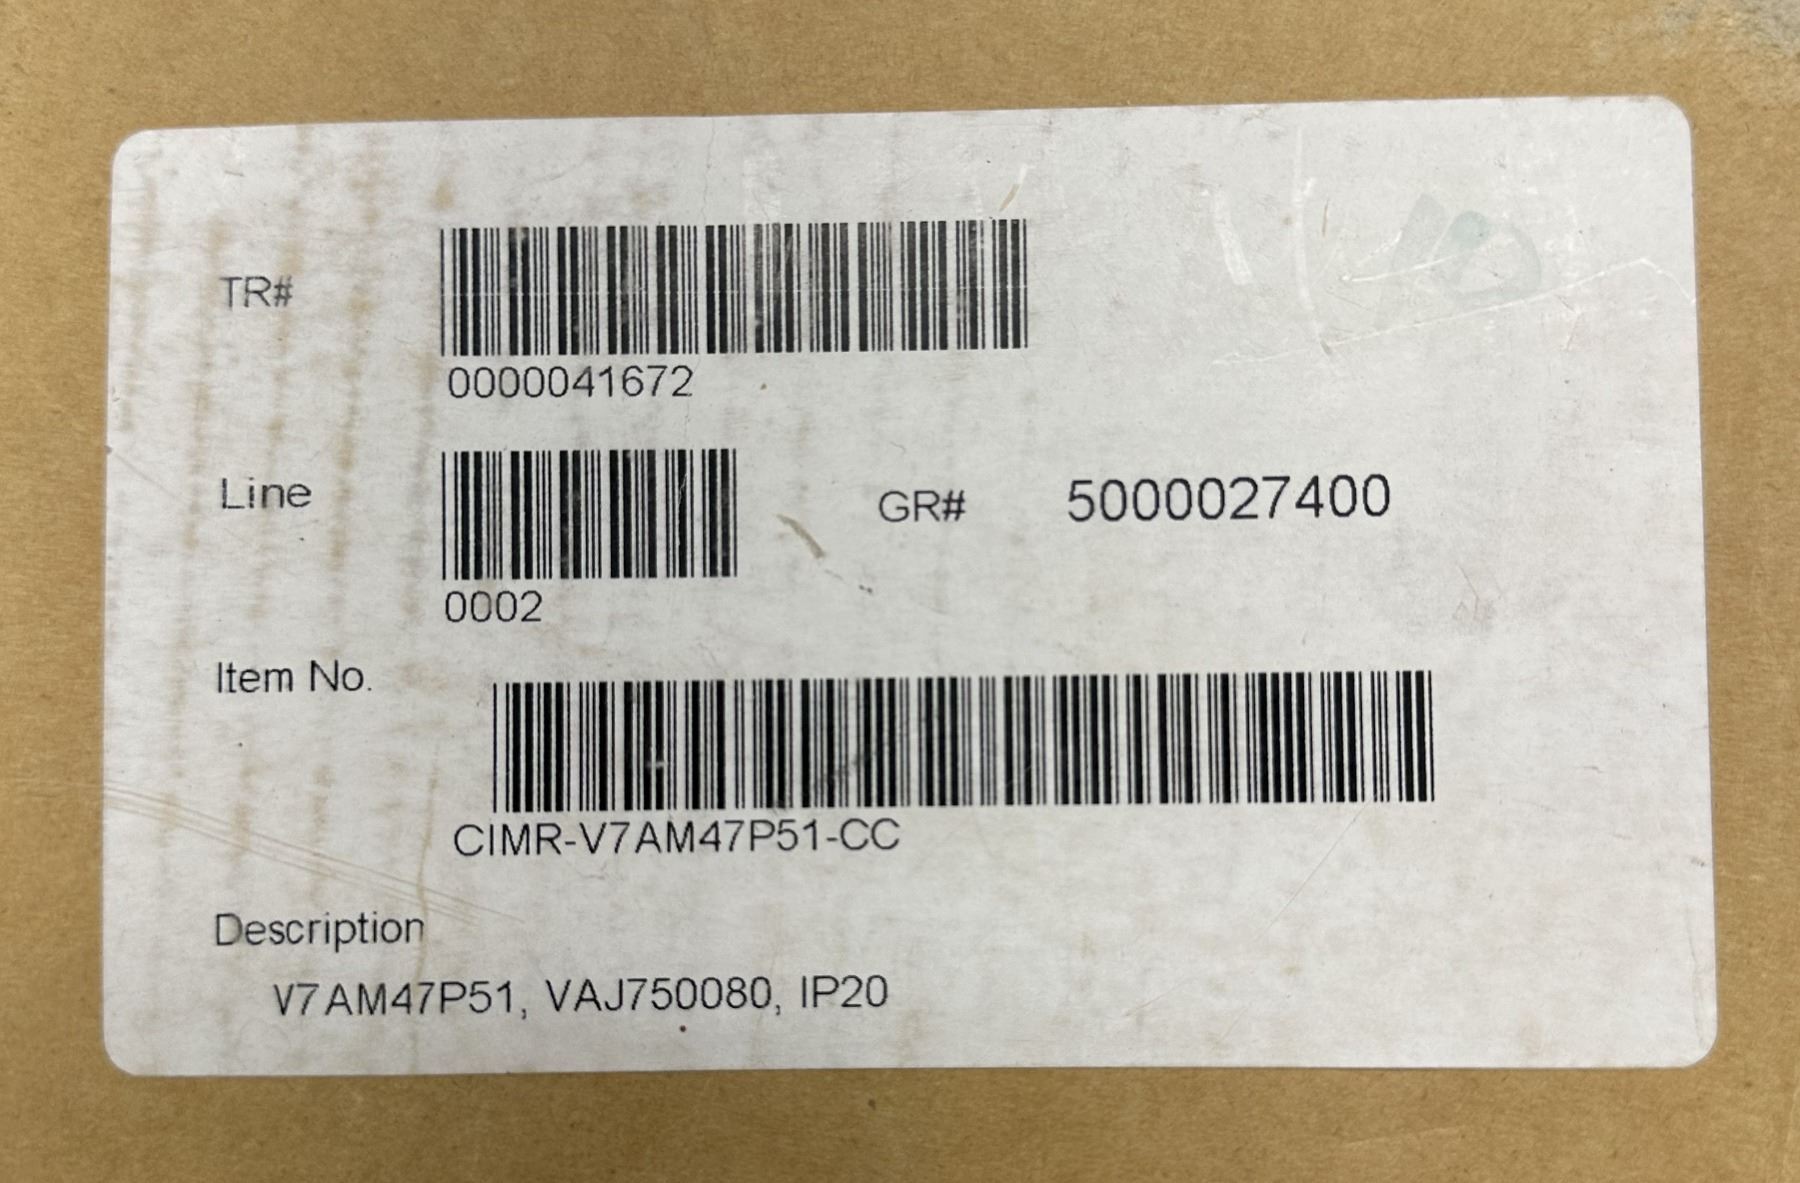 TR#
0000041672
Line
GR# 5000027400
0002
Item No.
CIMR-V7AM47P51-CC
Description
V7AM47P51, VAJ750080, IP20